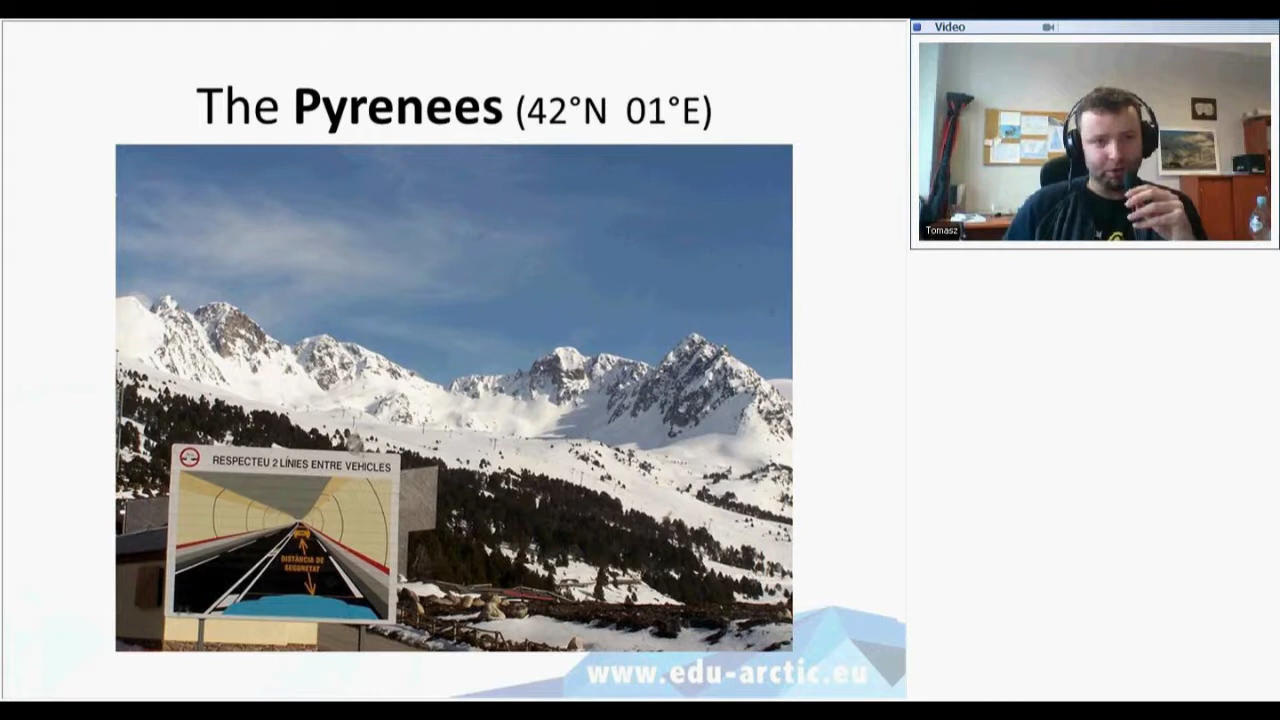 The Pyrenees (42°N 01°E)
RESPECTEU 2 LÍNIES ENTRE VEHICLES
DISTÀNCIA DE
SEGURETAT
www.edu-arctic.eu
Video
Tomasz